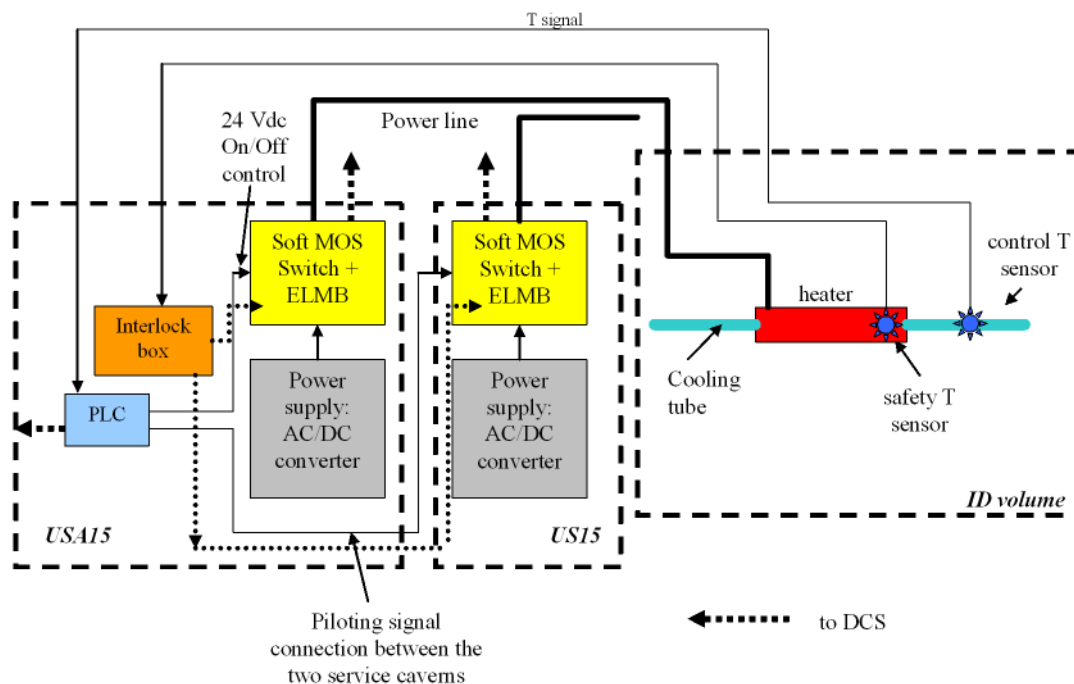 T signal
24 Vdc
On/Off
control
Power line
Soft MOS
Switch +
ELMB
Soft MOS
Switch +
ELMB
control T
sensor
heater
Interlock
box
Cooling
tube
safety T
sensor
PLC
Power
supply:
AC/DC
converter
Power
supply:
AC/DC
converter
USA15
US15
ID volume
Piloting signal
connection between the
two service caverns
to DCS